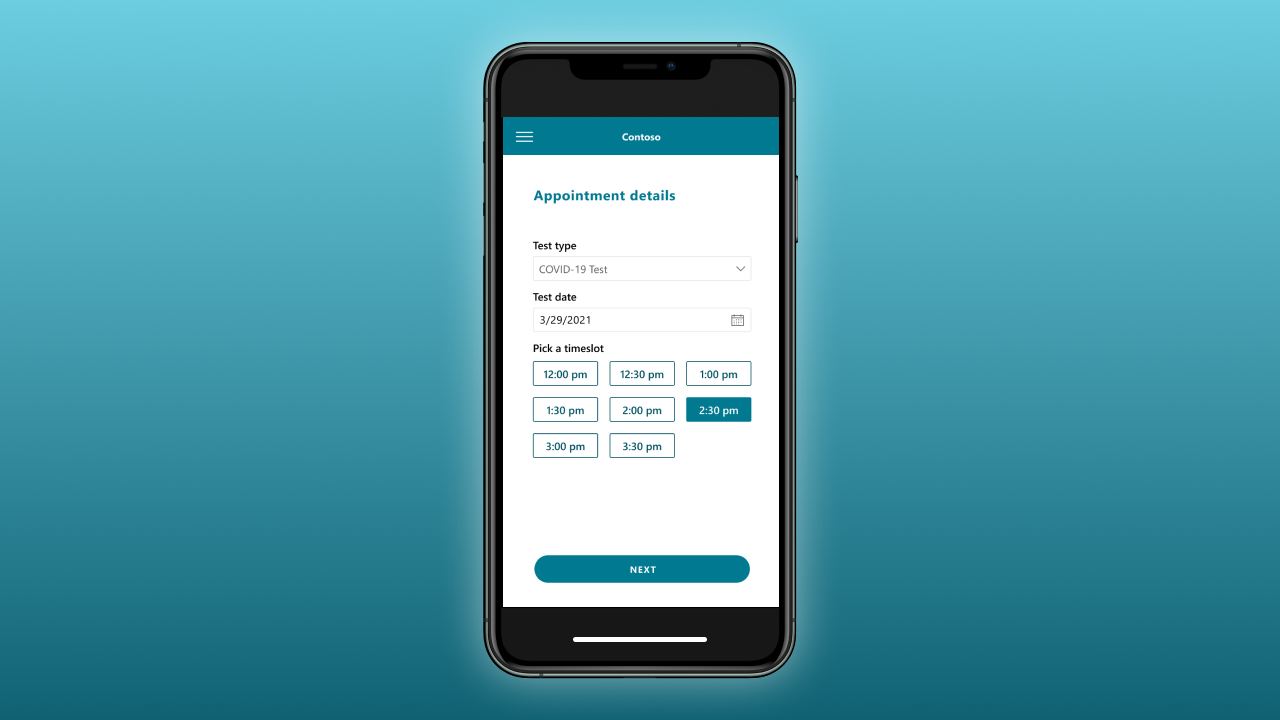 Contoso
Appointment details
Test type
COVID-19 Test
Test date
3/29/2021
Pick a timeslot
12:00 pm 12:30 pm 1:00 pm
1:30 pm 2:00 pm 2:30 pm
3:00 pm 3:30 pm
NEXT